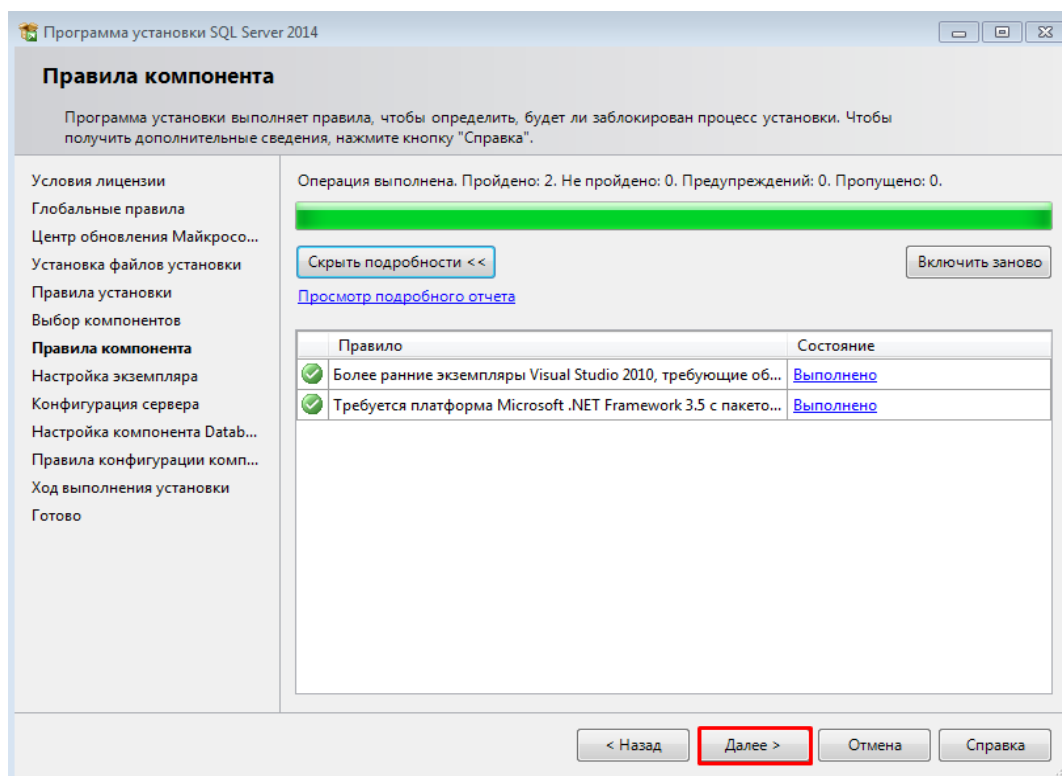 Программа установки SQL Server 2014
Правила компонента
Программа установки выполняет правила, чтобы определить, будет ли заблокирован процесс установки. Чтобы
получить дополнительные сведения, нажмите кнопку "Справка".
Условия лицензии
Глобальные правила
Центр обновления Майкросо...
Установка файлов установки
Правила установки
Выбор компонентов
Правила компонента
Настройка экземпляра
Конфигурация сервера
Настройка компонента Datab...
Правила конфигурации комп...
Ход выполнения установки
Готово
Операция выполнена. Пройдено: 2. Не пройдено: 0. Предупреждений: 0. Пропущено: 0.
Скрыть подробности <<
Включить заново
Просмотр подробного отчета
Правило
Состояние
Более ранние экземпляры Visual Studio 2010, требующие об...
Выполнено
Требуется платформа Microsoft .NET Framework 3.5 с пакето...
Выполнено
< Назад
Далее >
Отмена
Справка